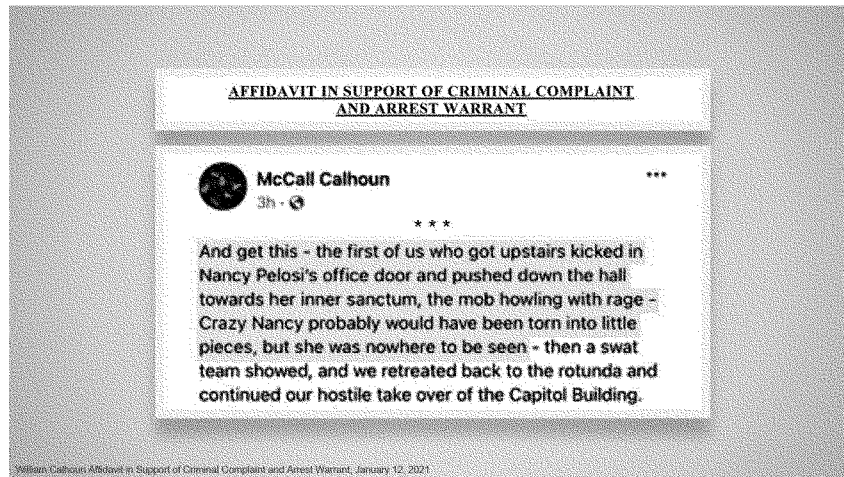 AFFIDAVIT IN SUPPORT OF CRIMINAL COMPLAINT
AND ARREST WARRANT
McCall Calhoun
3h ·
* * *
And get this - the first of us who got upstairs kicked in
Nancy Pelosi's office door and pushed down the hall
towards her inner sanctum, the mob howling with rage -
Crazy Nancy probably would have been torn into little
pieces, but she was nowhere to be seen - then a swat
team showed, and we retreated back to the rotunda and
continued our hostile take over of the Capitol Building.
William Calhoun Affidavit in Support of Criminal Complaint and Arrest Warrant, January 12, 2021